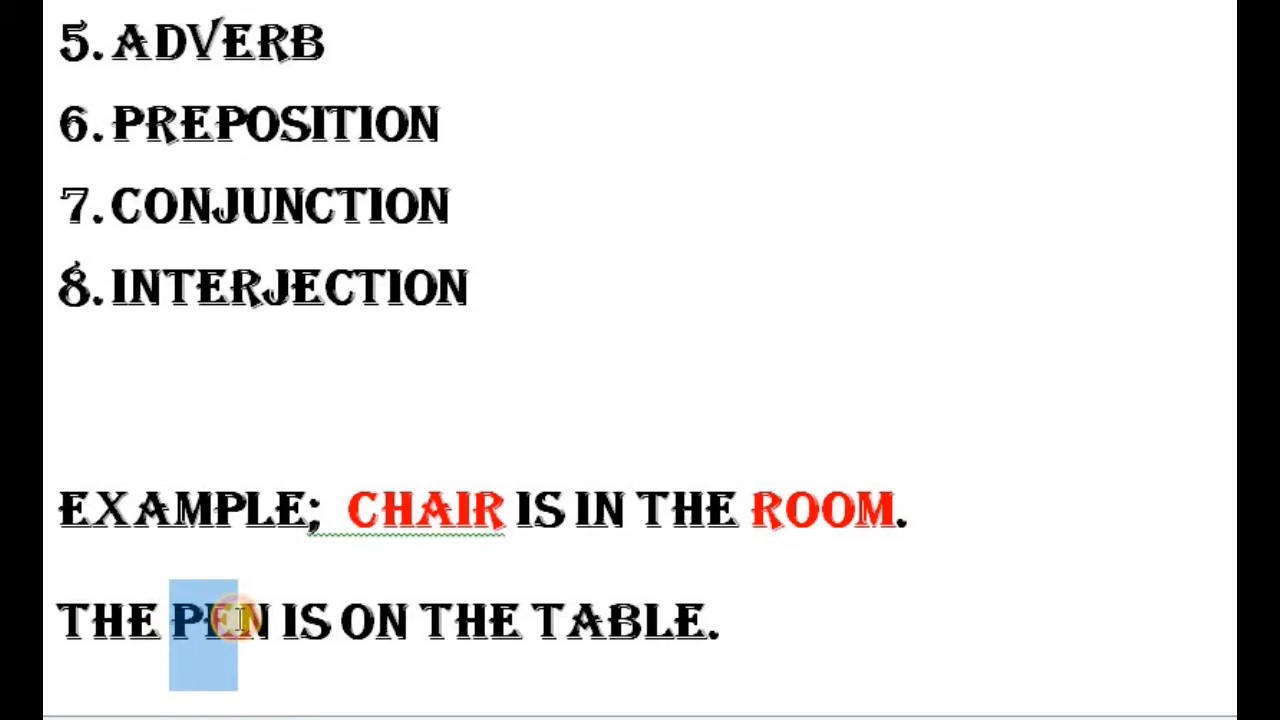 5. ADVERB
6. PREPOSITION
7. CONJUNCTION
8. INTERJECTION
EXAMPLE; CHAIR IS IN THE ROOM.
THE PEN IS ON THE TABLE.